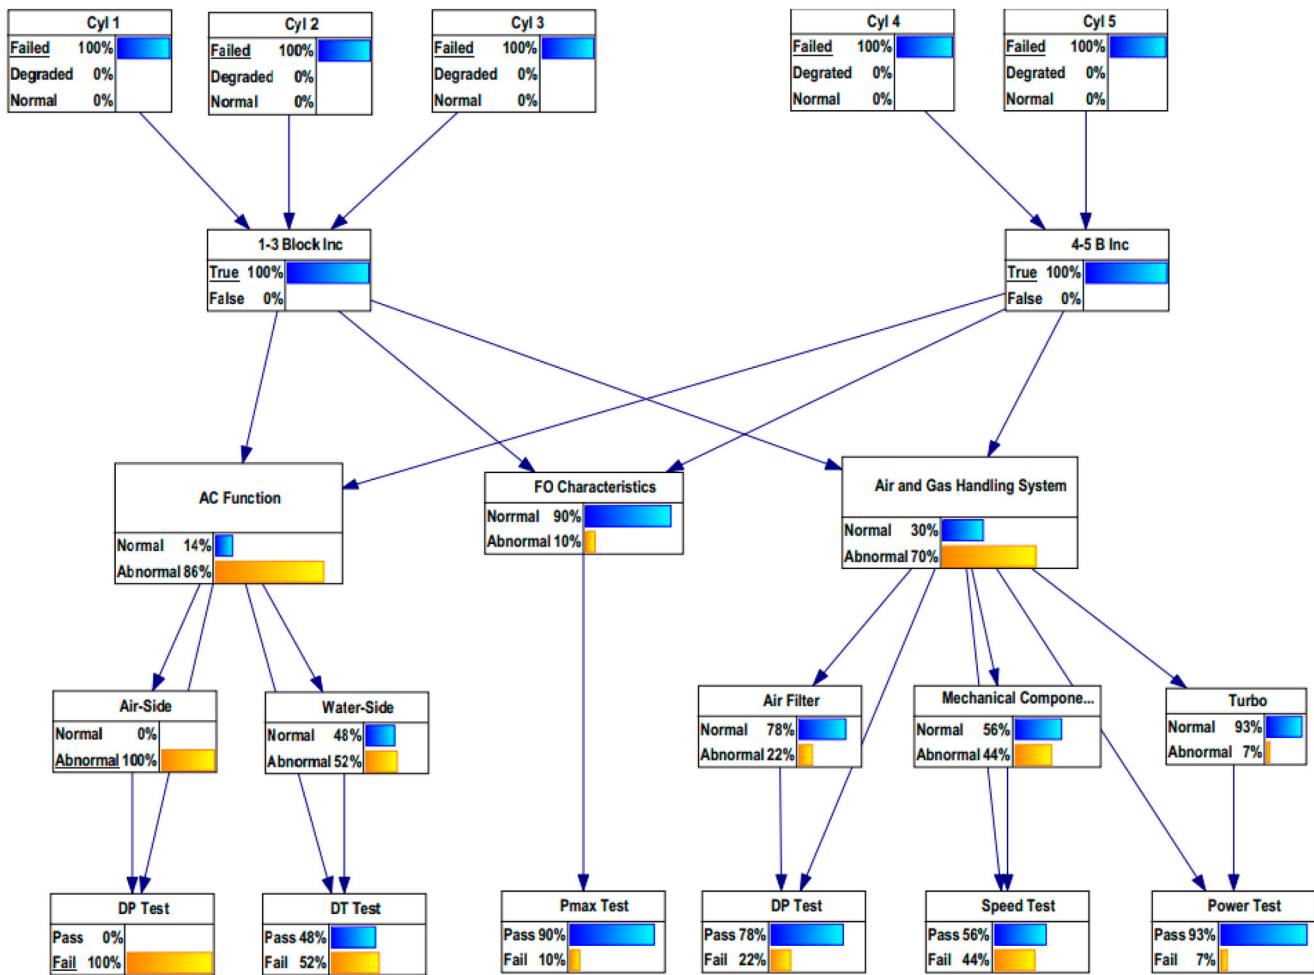 Cyl 1
Failed 100%
Degraded 0%
Normal 0%
Cyl 2
Failed 100%
Degraded 0%
Normal 0%
Cyl 3
Failed 100%
Degraded 0%
Normal 0%
Cyl 4
Failed 100%
Degrated 0%
Normal 0%
Cyl 5
Failed 100%
Degrated 0%
Normal 0%
1-3 Block Inc
True 100%
False 0%
4-5 B Inc
True 100%
False 0%
AC Function
Normal 14%
Abnormal 86%
FO Characteristics
Norrmal 90%
Abnormal 10%
Air and Gas Handling System
Normal 30%
Abnormal 70%
Air-Side
Normal 0%
Abnormal 100%
Water-Side
Normal 48%
Abnormal 52%
Air Filter
Normal 78%
Abnormal 22%
Mechanical Compone...
Normal 56%
Abnormal 44%
Turbo
Normal 93%
Abnormal 7%
DP Test
Pass 0%
Fail 100%
DT Test
Pass 48%
Fail 52%
Pmax Test
Pass 90%
Fail 10%
DP Test
Pass 78%
Fail 22%
Speed Test
Pass 56%
Fail 44%
Power Test
Pass 93%
Fail 7%